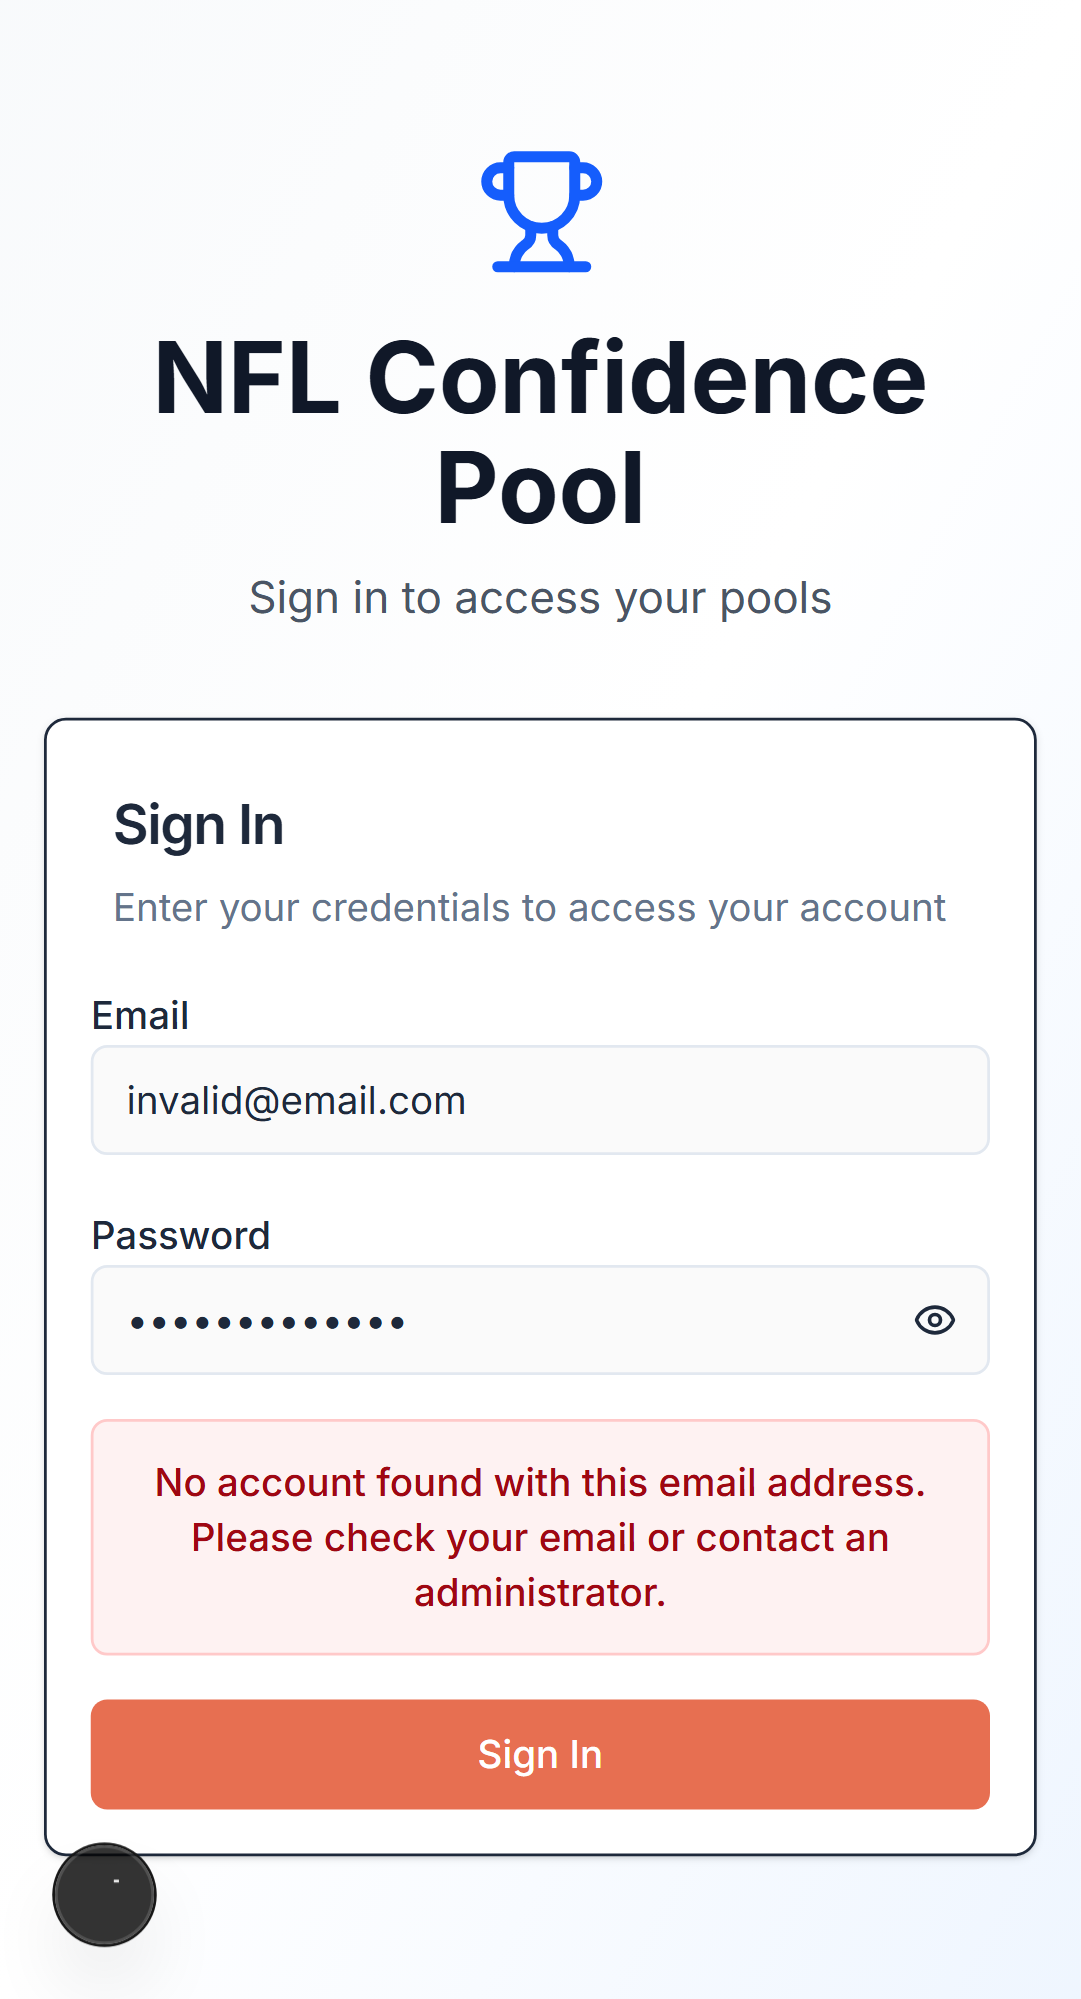 NFL Confidence
Pool
Sign in to access your pools
Sign In
Enter your credentials to access your account
Email
invalid@email.com
Password
•••••••••••••
No account found with this email address.
Please check your email or contact an
administrator.
Sign In